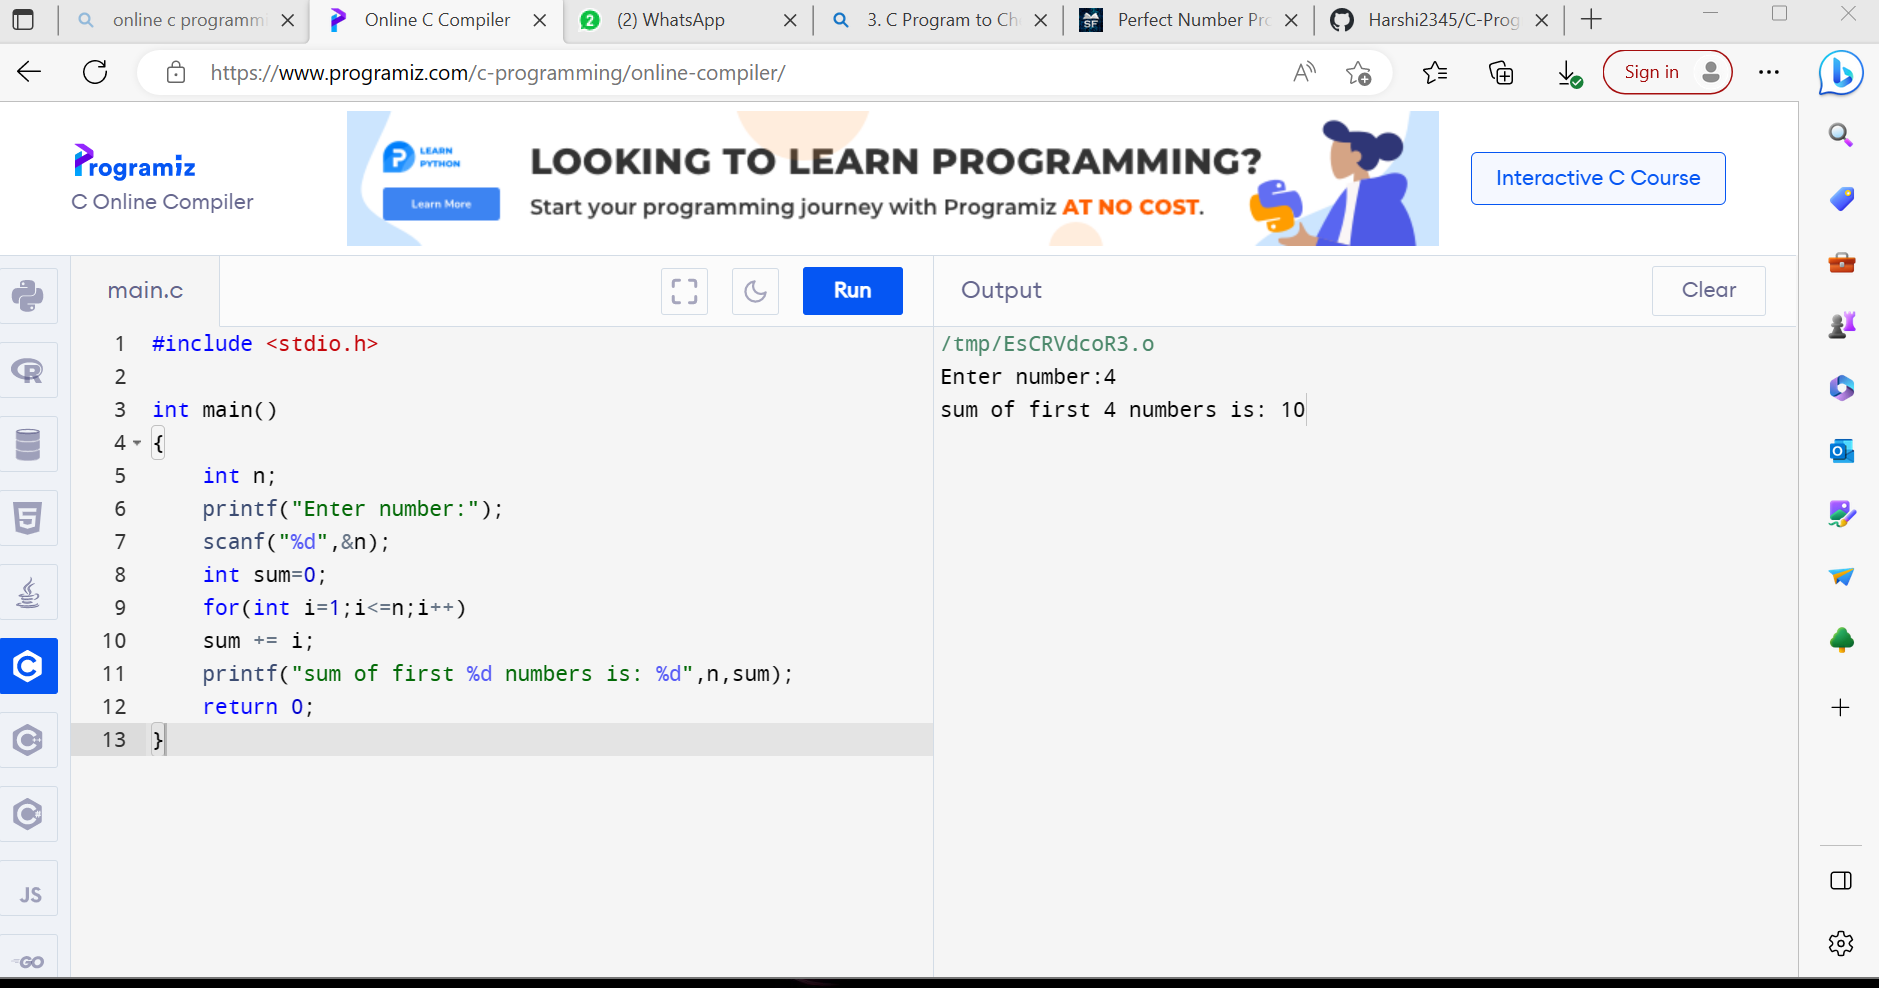 online c programmi
Online C Compiler
2
(2) WhatsApp
3. C Program to Ch
SF
Perfect Number Pro
Harshi2345/C-Prog
https://www.programiz.com/c-programming/online-compiler/
A
Sign in
Programiz
C Online Compiler
LEARN
PYTHON
Learn More
LOOKING TO LEARN PROGRAMMING?
Start your programming journey with Programiz AT NO COST.
Interactive C Course
main.c
Run
Output
Clear
1 #include <stdio.h>
2
3 int main()
4 {
5 int n;
6 printf("Enter number:");
7 scanf("%d",&n);
8 int sum=0;
9 for(int i=1;i<=n;i++)
10 sum += i;
11 printf("sum of first %d numbers is: %d",n,sum);
12 return 0;
13 }
/tmp/EsCRVdcoR3.o
Enter number:4
sum of first 4 numbers is: 10
R
5
C
C++
C#
JS
GO